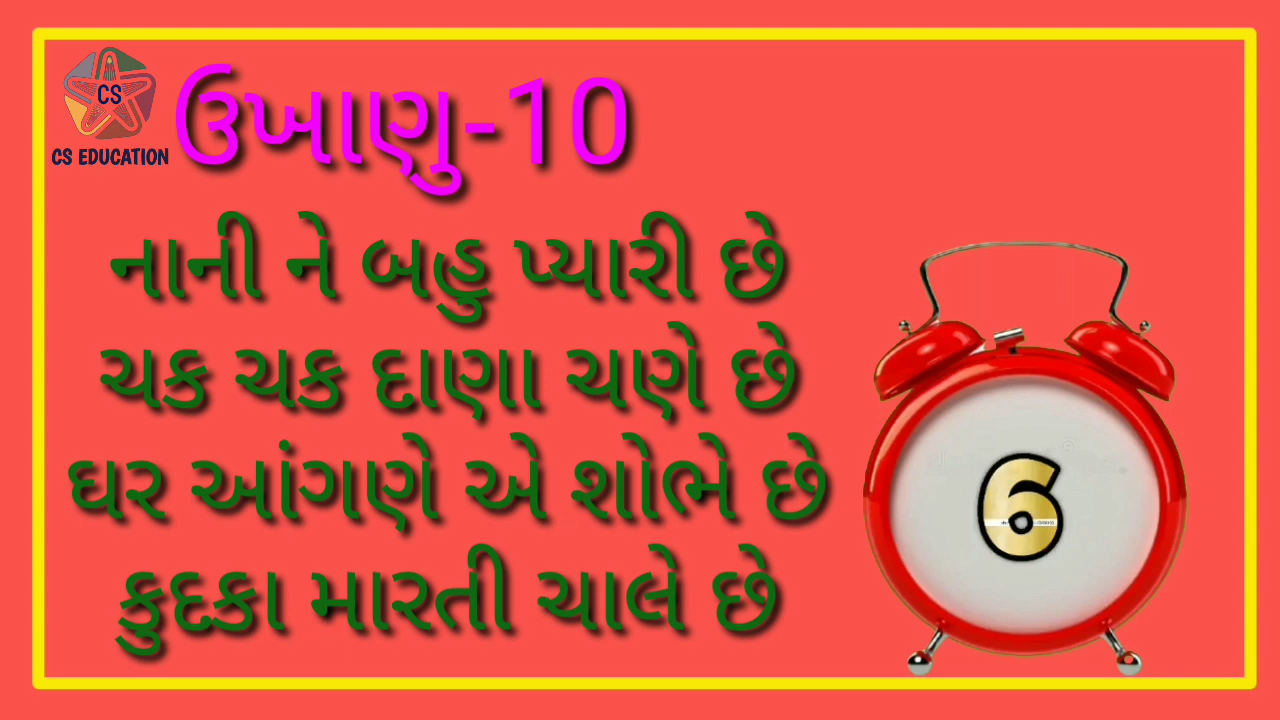 CS
CS EDUCATION
ઉખાણુ-10
નાની ને બહુ પ્યારી છે
ચક ચક દાણા ચણે છે
ઘર આંગણે એ શોભે છે
કુદકા મારતી ચાલે છે
6